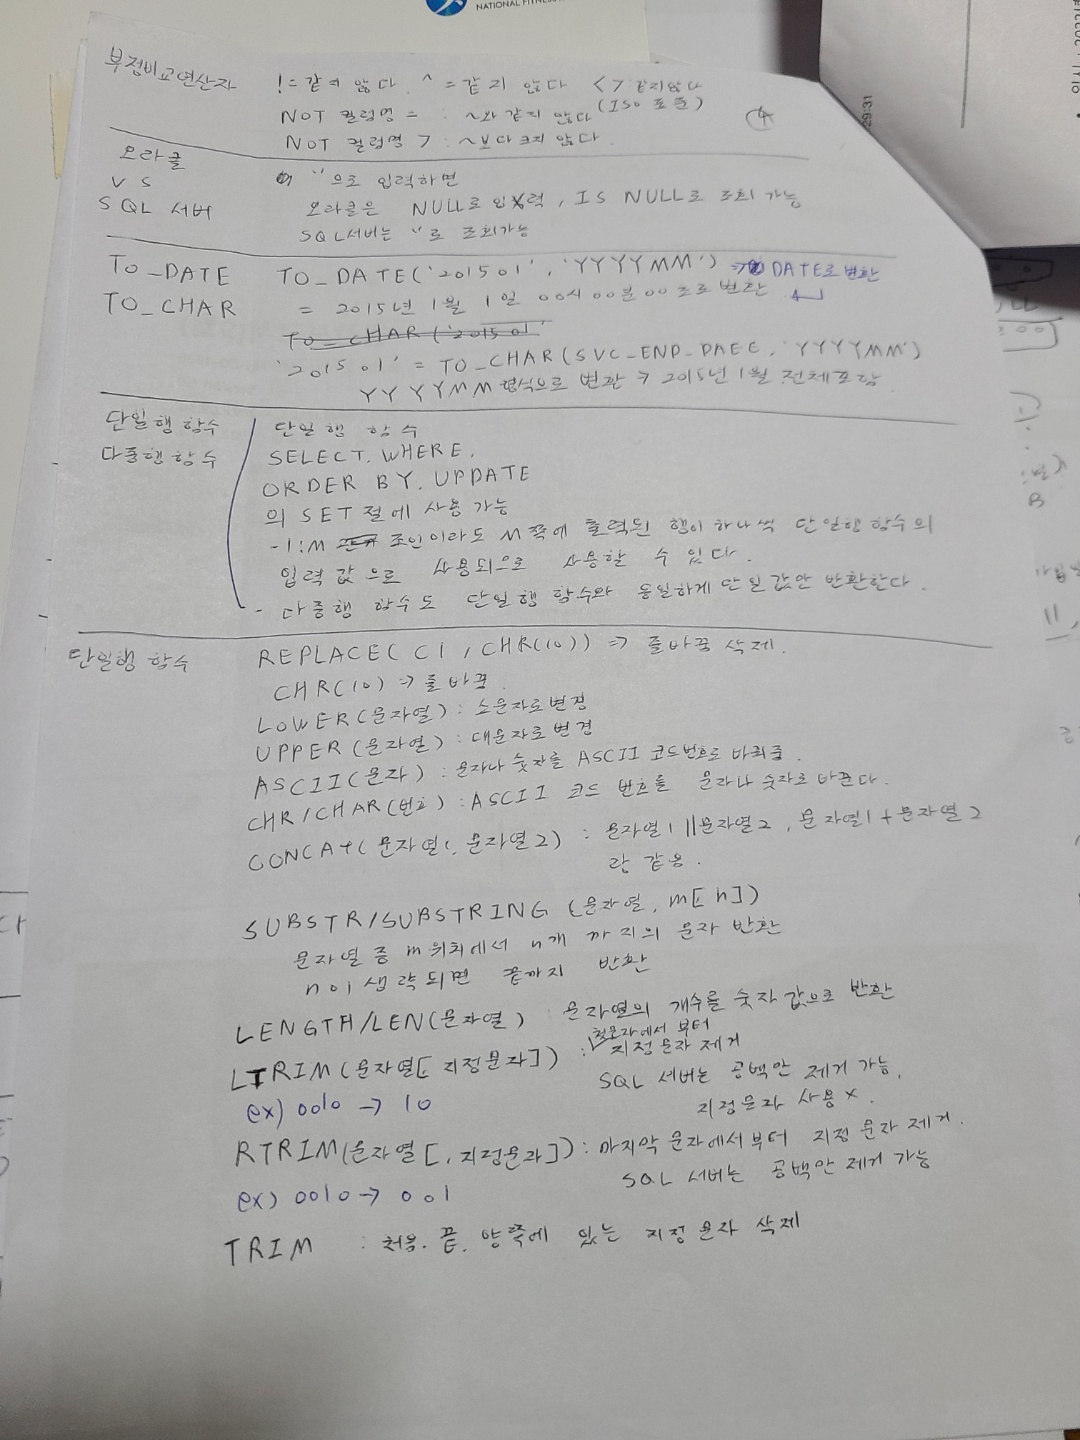 NATIONAL FITNESS
부정비교연산자 !=같지 않다. ^=같지 않다 <>:같지않다
(ISO 표준)
NOT 컬럼명 = : ~와 같지 않다
④
NOT 컬럼명 > : ~보다 크지 않다.
오라클
VS
SQL 서버
''으로 입력하면
오라클은 NULL로 입력, IS NULL로 조회 가능
SQL서버는 ''로 조회가능
TO_DATE TO_DATE('201501', 'YYYYMM') → DATE로 변환
TO_CHAR = 2015년 1월 1일 00시 00분 00초로 변환
TO_CHAR('201501'
'201501' = TO_CHAR(SVC_END_DAEE, 'YYYYMM')
YYYYMM 형식으로 변환 → 2015년 1월 전체포함
단일행 함수
다중행 함수
단일행 함수
SELECT. WHERE.
ORDER BY. UPDATE
의 SET 절에 사용 가능
-1:M 조인이라도 M쪽에 출력된 행이 하나씩 단일행 함수의
입력 값으로 사용되므로 사용할 수 있다.
- 다중행 함수도 단일행 함수와 동일하게 단일값만 반환한다.
단일행 함수 REPLACE( C1, CHR(10)) ⇒ 줄바꿈 삭제.
CHR(10) → 줄바꿈.
LOWER(문자열) : 소문자로 변경
UPPER(문자열) : 대문자로 변경
ASCII(문자) : 문자나 숫자를 ASCII 코드번호로 바꿔줌.
CHR/CHAR(번호) : ASCII 코드 번호를 문자나 숫자로 바꾼다.
CONCAT(문자열1, 문자열2) : 문자열1 || 문자열2, 문자열1 + 문자열2
랑 같음.
SUBSTR/SUBSTRING (문자열, m[, n])
문자열 중 m위치에서 n개 까지의 문자 반환
n이 생략되면 끝까지 반환
LENGTH/LEN(문자열) : 문자열의 개수를 숫자 값으로 반환
첫문자에서 부터
LTRIM(문자열[, 지정문자]) : 지정 문자 제거
SQL 서버는 공백만 제거 가능,
ex) 0010 → 10
지정문자 사용 x.
RTRIM(문자열[, 지정문자]) : 마지막 문자에서부터 지정 문자 제거.
SQL 서버는 공백만 제거 가능
ex) 0010 → 001
TRIM : 처음. 끝. 양쪽에 있는 지정 문자 삭제